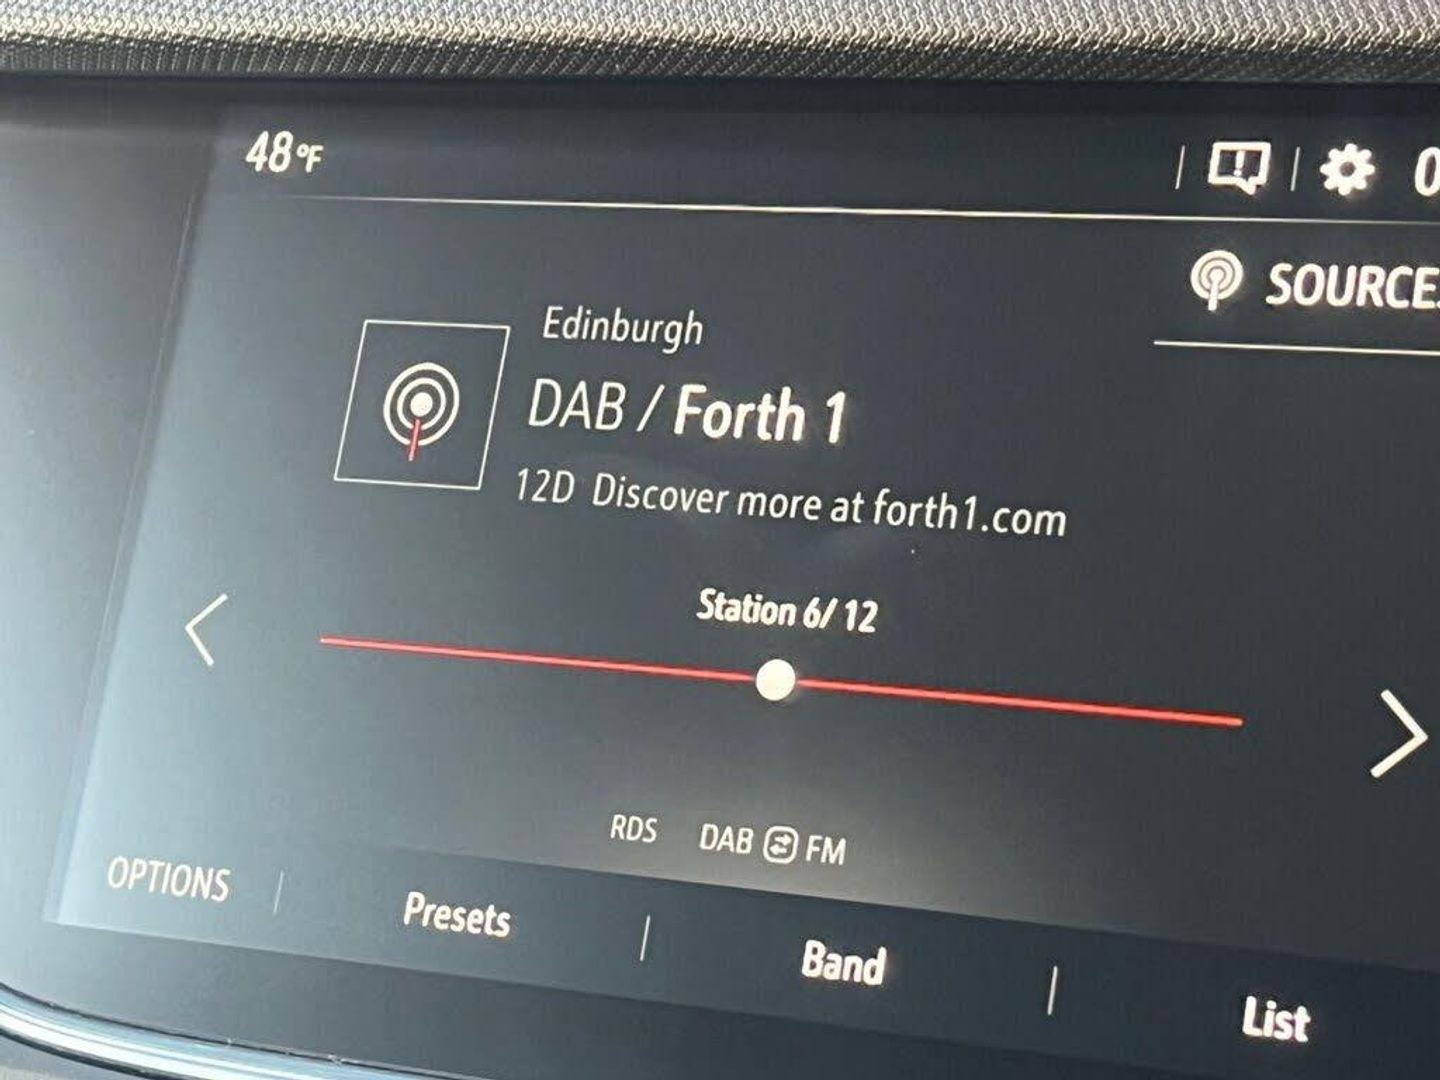 48°F
0
SOURCE
Edinburgh
DAB / Forth 1
12D Discover more at forth1.com
Station 6/ 12
RDS DAB FM
OPTIONS Presets Band List